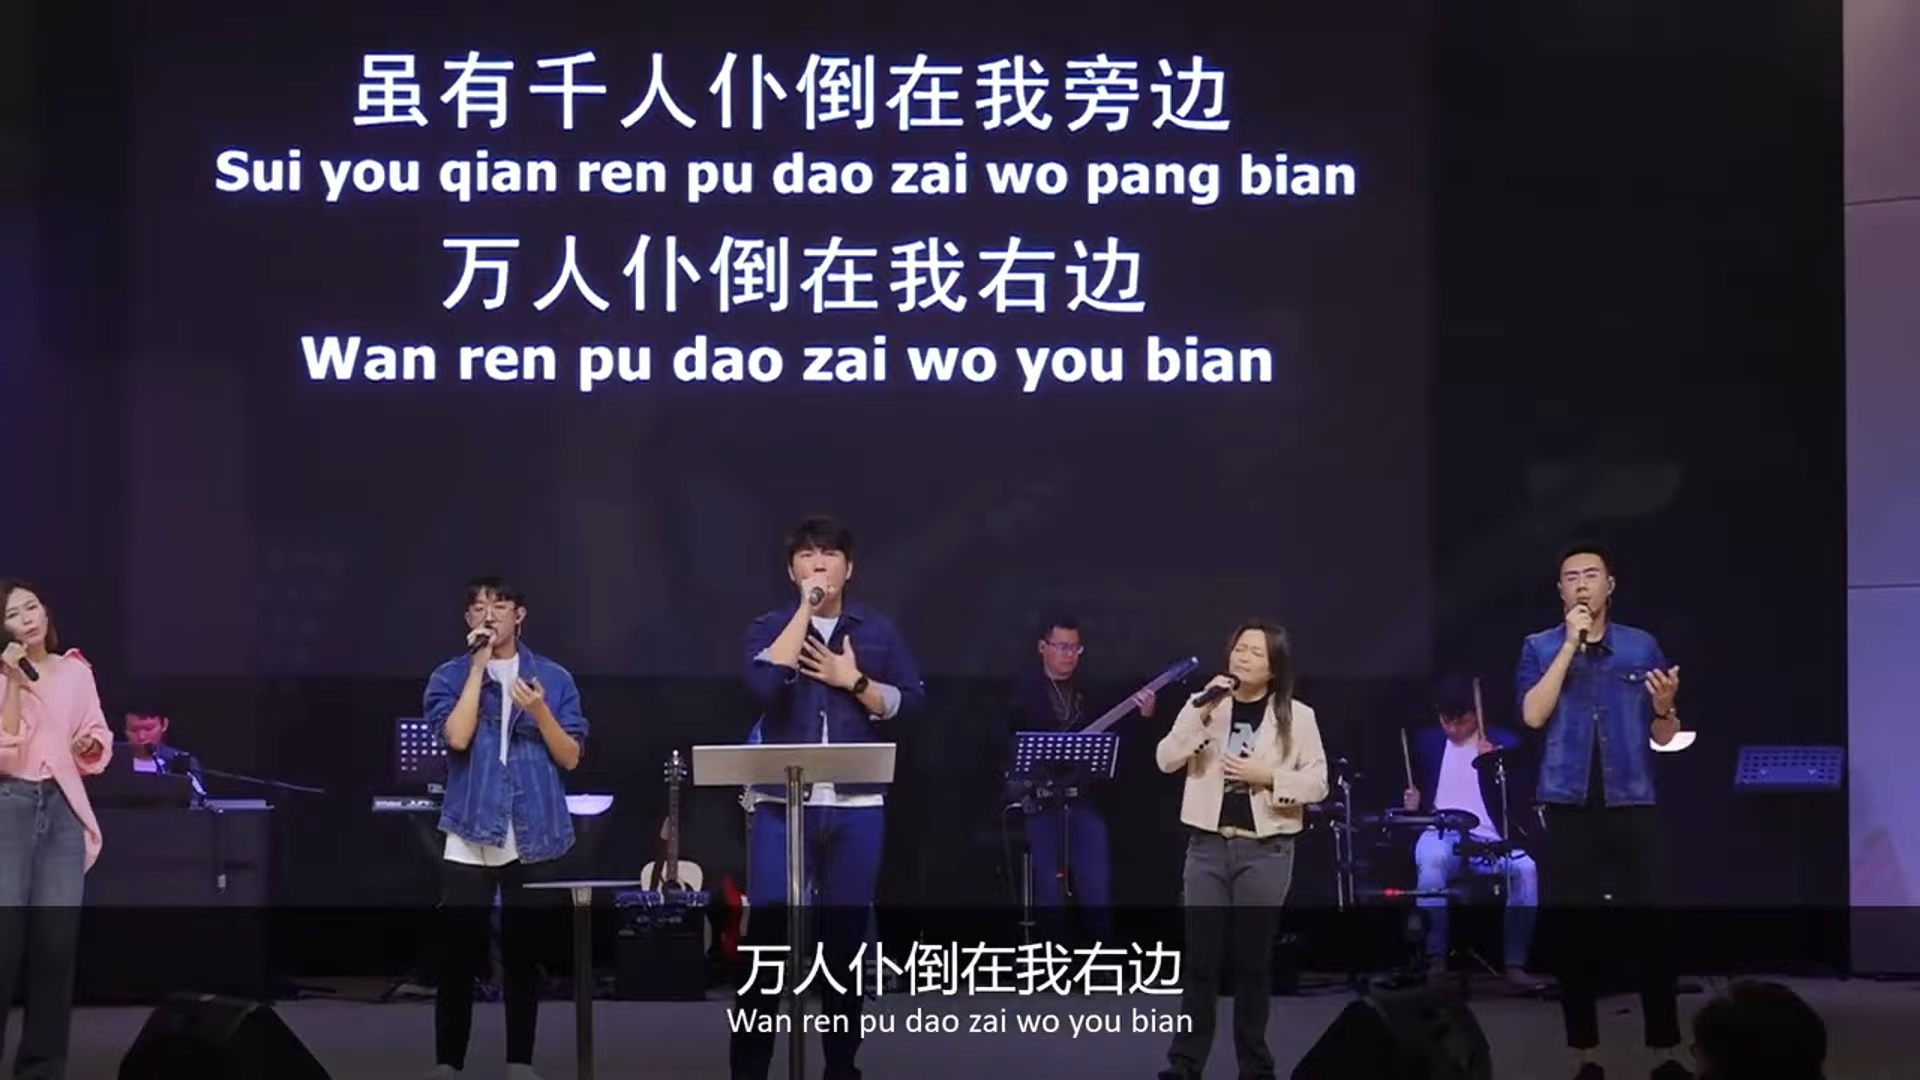 虽有千人仆倒在我旁边
Sui you qian ren pu dao zai wo pang bian
万人仆倒在我右边
Wan ren pu dao zai wo you bian
万人仆倒在我右边
Wan ren pu dao zai wo you bian